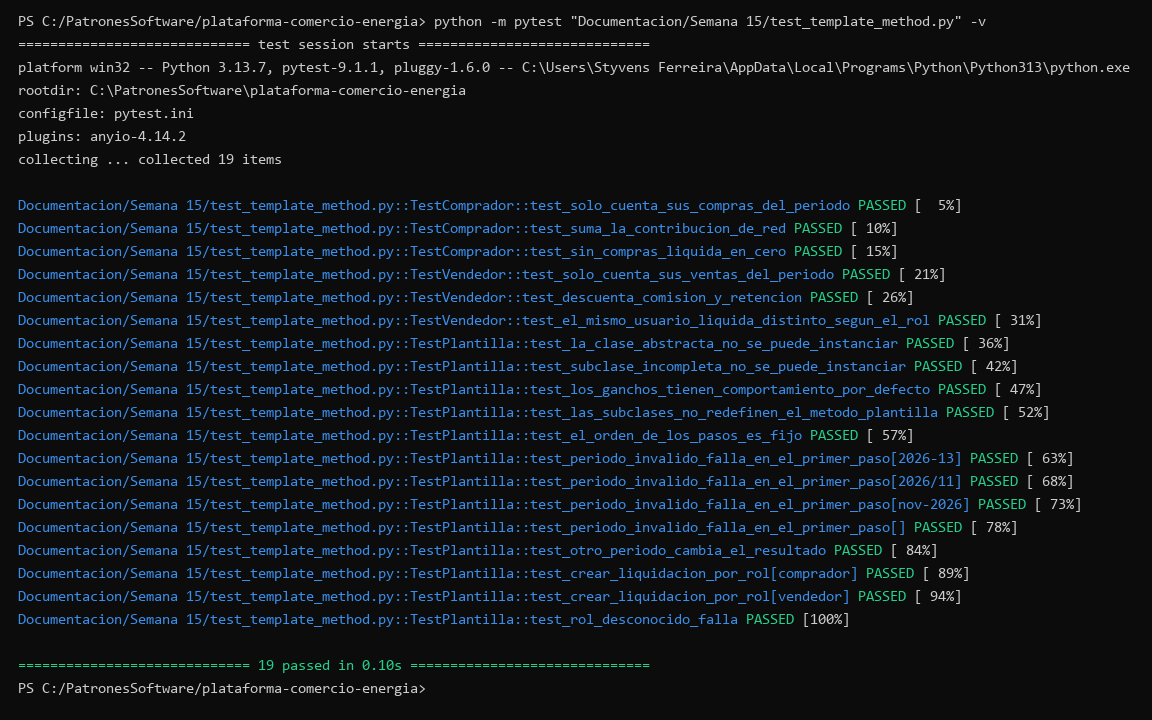 PS C:/PatronesSoftware/plataforma-comercio-energia> python -m pytest "Documentacion/Semana 15/test_template_method.py" -v
============================= test session starts =============================
platform win32 -- Python 3.13.7, pytest-9.1.1, pluggy-1.6.0 -- C:\Users\Styvens Ferreira\AppData\Local\Programs\Python\Python313\python.exe
rootdir: C:\PatronesSoftware\plataforma-comercio-energia
configfile: pytest.ini
plugins: anyio-4.14.2
collecting ... collected 19 items
Documentacion/Semana 15/test_template_method.py::TestComprador::test_solo_cuenta_sus_compras_del_periodo PASSED [  5%]
Documentacion/Semana 15/test_template_method.py::TestComprador::test_suma_la_contribucion_de_red PASSED [ 10%]
Documentacion/Semana 15/test_template_method.py::TestComprador::test_sin_compras_liquida_en_cero PASSED [ 15%]
Documentacion/Semana 15/test_template_method.py::TestVendedor::test_solo_cuenta_sus_ventas_del_periodo PASSED [ 21%]
Documentacion/Semana 15/test_template_method.py::TestVendedor::test_descuenta_comision_y_retencion PASSED [ 26%]
Documentacion/Semana 15/test_template_method.py::TestVendedor::test_el_mismo_usuario_liquida_distinto_segun_el_rol PASSED [ 31%]
Documentacion/Semana 15/test_template_method.py::TestPlantilla::test_la_clase_abstracta_no_se_puede_instanciar PASSED [ 36%]
Documentacion/Semana 15/test_template_method.py::TestPlantilla::test_subclase_incompleta_no_se_puede_instanciar PASSED [ 42%]
Documentacion/Semana 15/test_template_method.py::TestPlantilla::test_los_ganchos_tienen_comportamiento_por_defecto PASSED [ 47%]
Documentacion/Semana 15/test_template_method.py::TestPlantilla::test_las_subclases_no_redefinen_el_metodo_plantilla PASSED [ 52%]
Documentacion/Semana 15/test_template_method.py::TestPlantilla::test_el_orden_de_los_pasos_es_fijo PASSED [ 57%]
Documentacion/Semana 15/test_template_method.py::TestPlantilla::test_periodo_invalido_falla_en_el_primer_paso[2026-13] PASSED [ 63%]
Documentacion/Semana 15/test_template_method.py::TestPlantilla::test_periodo_invalido_falla_en_el_primer_paso[2026/11] PASSED [ 68%]
Documentacion/Semana 15/test_template_method.py::TestPlantilla::test_periodo_invalido_falla_en_el_primer_paso[nov-2026] PASSED [ 73%]
Documentacion/Semana 15/test_template_method.py::TestPlantilla::test_periodo_invalido_falla_en_el_primer_paso[] PASSED [ 78%]
Documentacion/Semana 15/test_template_method.py::TestPlantilla::test_otro_periodo_cambia_el_resultado PASSED [ 84%]
Documentacion/Semana 15/test_template_method.py::TestPlantilla::test_crear_liquidacion_por_rol[comprador] PASSED [ 89%]
Documentacion/Semana 15/test_template_method.py::TestPlantilla::test_crear_liquidacion_por_rol[vendedor] PASSED [ 94%]
Documentacion/Semana 15/test_template_method.py::TestPlantilla::test_rol_desconocido_falla PASSED [100%]
============================= 19 passed in 0.10s ==============================
PS C:/PatronesSoftware/plataforma-comercio-energia>